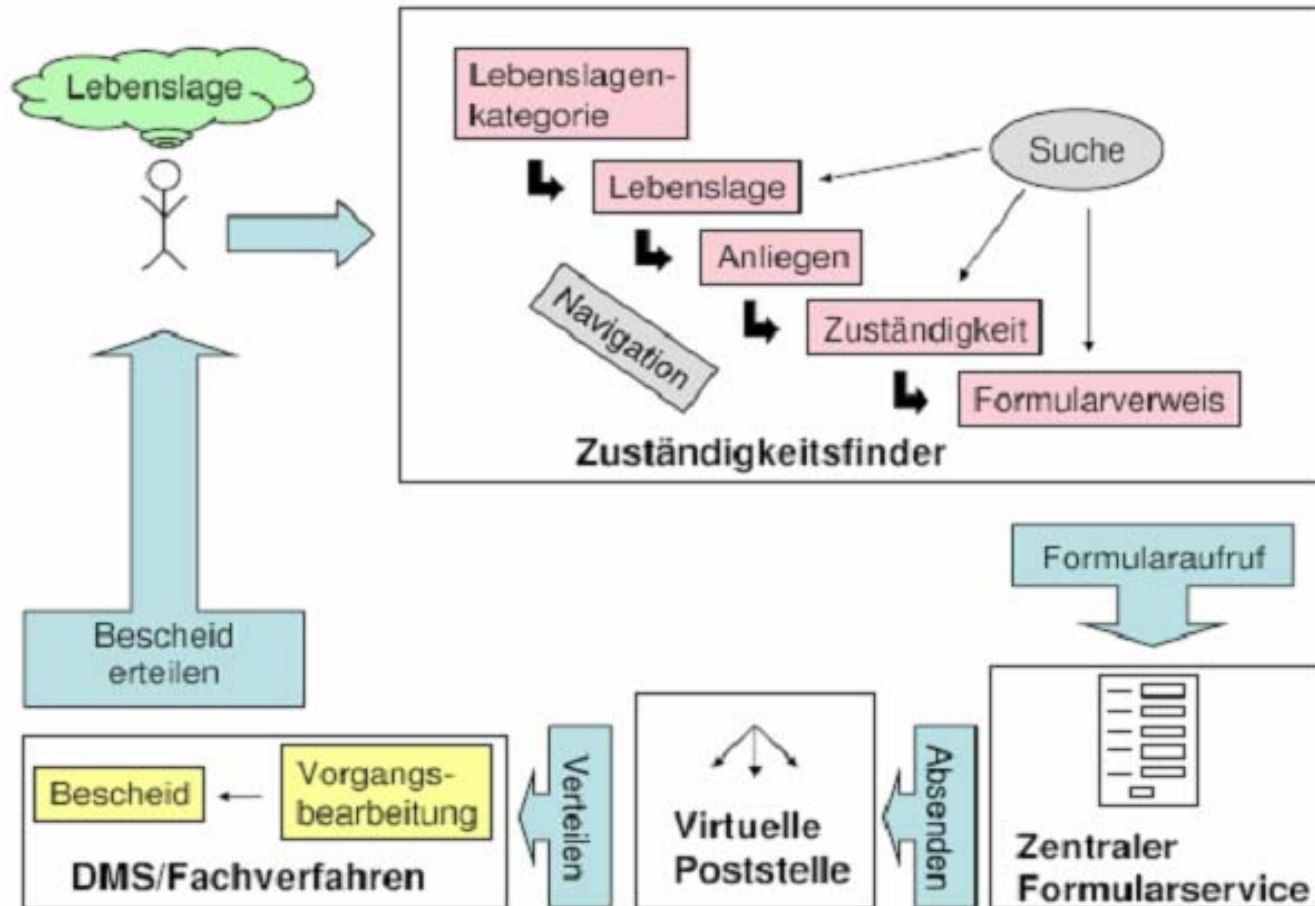 Lebenslage
Lebenslagen-
kategorie
Suche
Lebenslage
Anliegen
Navigation
Zuständigkeit
Formularverweis
Zuständigkeitsfinder
Formularaufruf
Bescheid
erteilen
Bescheid
Vorgangs-
bearbeitung
DMS/Fachverfahren
Verteilen
Virtuelle
Poststelle
Absenden
Zentraler
Formularservice